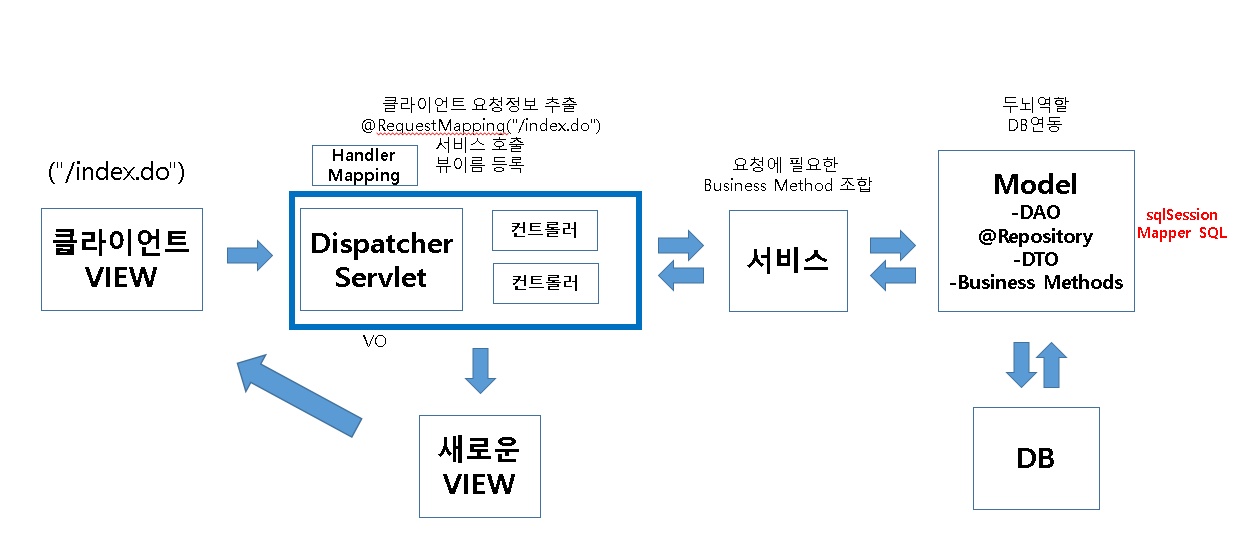 클라이언트 요청정보 추출
@RequestMapping("/index.do")
서비스 호출
뷰이름 등록
Handler
Mapping
("/index.do")
클라이언트
VIEW
Dispatcher
Servlet
컨트롤러
컨트롤러
VO
새로운
VIEW
요청에 필요한
Business Method 조합
서비스
두뇌역할
DB연동
Model
-DAO
@Repository
-DTO
-Business Methods
sqlSession
Mapper SQL
DB